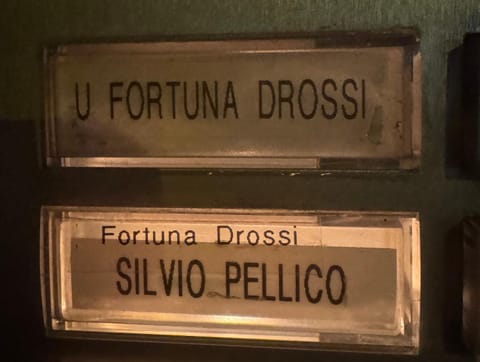 U FORTUNA DROSSI
Fortuna Drossi
SILVIO PELLICO